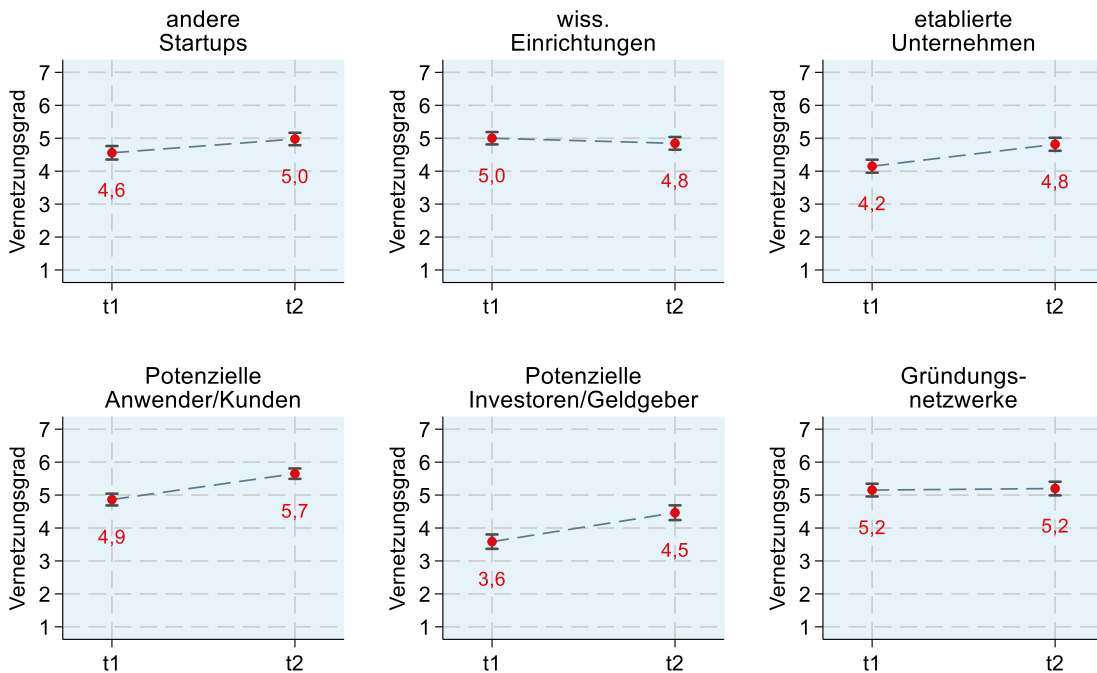 andere
Startups
Vernetzungsgrad
7
6
5
4
3
2
1
4,6
5,0
t1
t2
wiss.
Einrichtungen
Vernetzungsgrad
7
6
5
4
3
2
1
5,0
4,8
t1
t2
etablierte
Unternehmen
Vernetzungsgrad
7
6
5
4
3
2
1
4,2
4,8
t1
t2
Potenzielle
Anwender/Kunden
Vernetzungsgrad
7
6
5
4
3
2
1
4,9
5,7
t1
t2
Potenzielle
Investoren/Geldgeber
Vernetzungsgrad
7
6
5
4
3
2
1
3,6
4,5
t1
t2
Gründungs-
netzwerke
Vernetzungsgrad
7
6
5
4
3
2
1
5,2
5,2
t1
t2